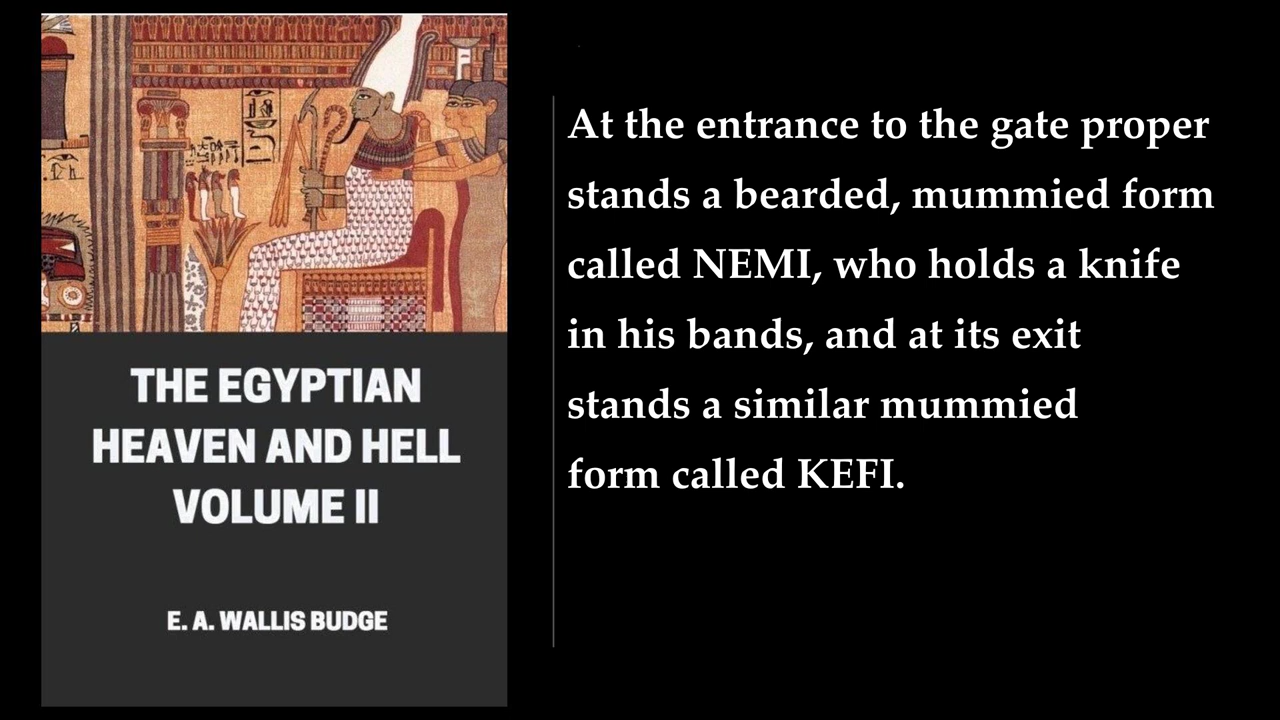 THE EGYPTIAN
HEAVEN AND HELL
VOLUME II
E. A. WALLIS BUDGE
At the entrance to the gate proper
stands a bearded, mummied form
called NEMI, who holds a knife
in his bands, and at its exit
stands a similar mummied
form called KEFI.